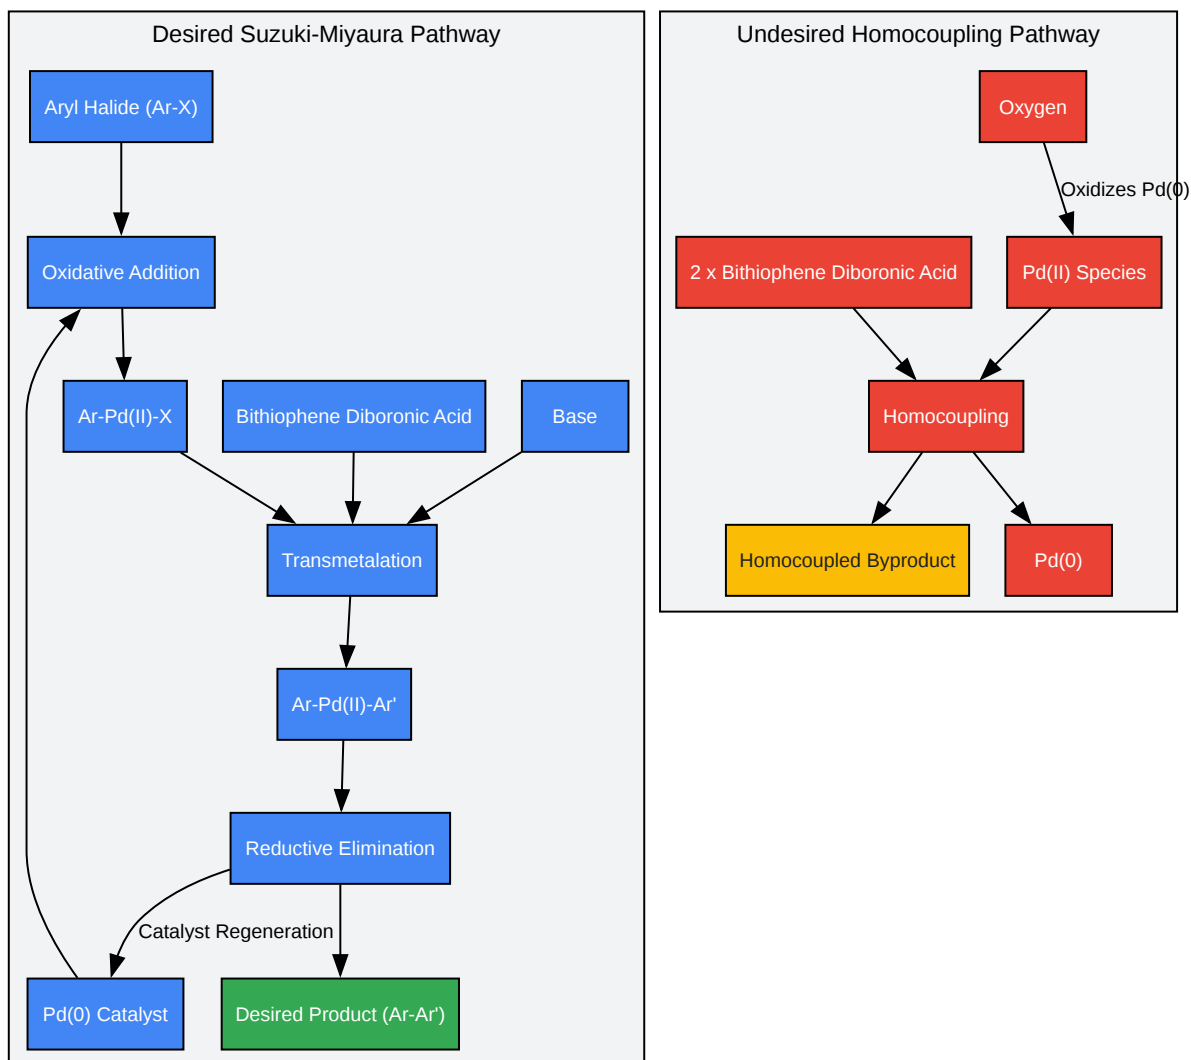 Desired Suzuki-Miyaura Pathway
Aryl Halide (Ar-X)
Oxidative Addition
Ar-Pd(II)-X
Bithiophene Diboronic Acid
Base
Transmetalation
Ar-Pd(II)-Ar'
Reductive Elimination
Catalyst Regeneration
Pd(0) Catalyst
Desired Product (Ar-Ar')
Undesired Homocoupling Pathway
Oxygen
Oxidizes Pd(0)
2 x Bithiophene Diboronic Acid
Pd(II) Species
Homocoupling
Homocoupled Byproduct
Pd(0)